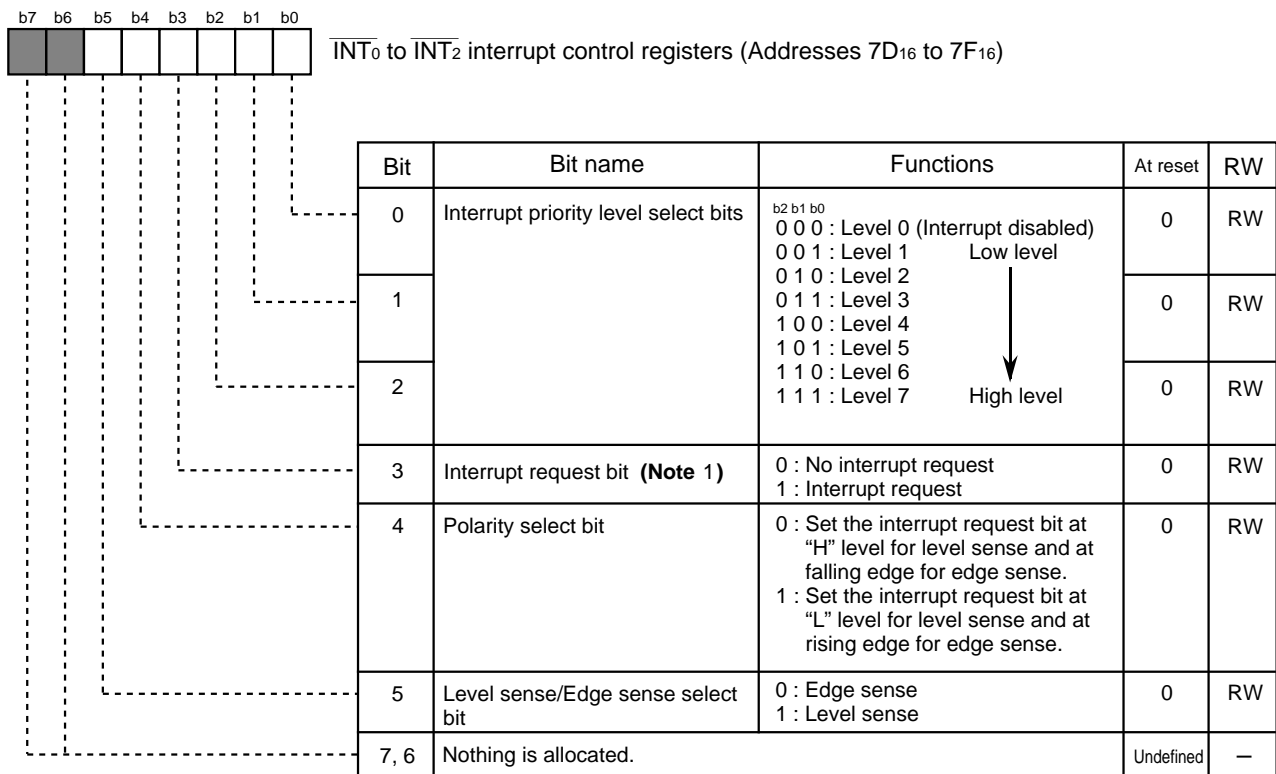 b7 b6 b5 b4 b3 b2 b1 b0
INT0 to INT2 interrupt control registers (Addresses 7D16 to 7F16)
Bit Bit name Functions At reset RW
0 Interrupt priority level select bits b2 b1 b0 0 RW
0 0 0 : Level 0 (Interrupt disabled)
0 0 1 : Level 1 Low level
0 1 0 : Level 2
1 0 1 1 : Level 3 0 RW
1 0 0 : Level 4
1 0 1 : Level 5
2 1 1 0 : Level 6 0 RW
1 1 1 : Level 7 High level
3 Interrupt request bit (Note 1) 0 : No interrupt request 0 RW
1 : Interrupt request
4 Polarity select bit 0 : Set the interrupt request bit at 0 RW
“H” level for level sense and at
falling edge for edge sense.
1 : Set the interrupt request bit at
“L” level for level sense and at
rising edge for edge sense.
5 Level sense/Edge sense select 0 : Edge sense 0 RW
bit 1 : Level sense
7, 6 Nothing is allocated. Undefined –